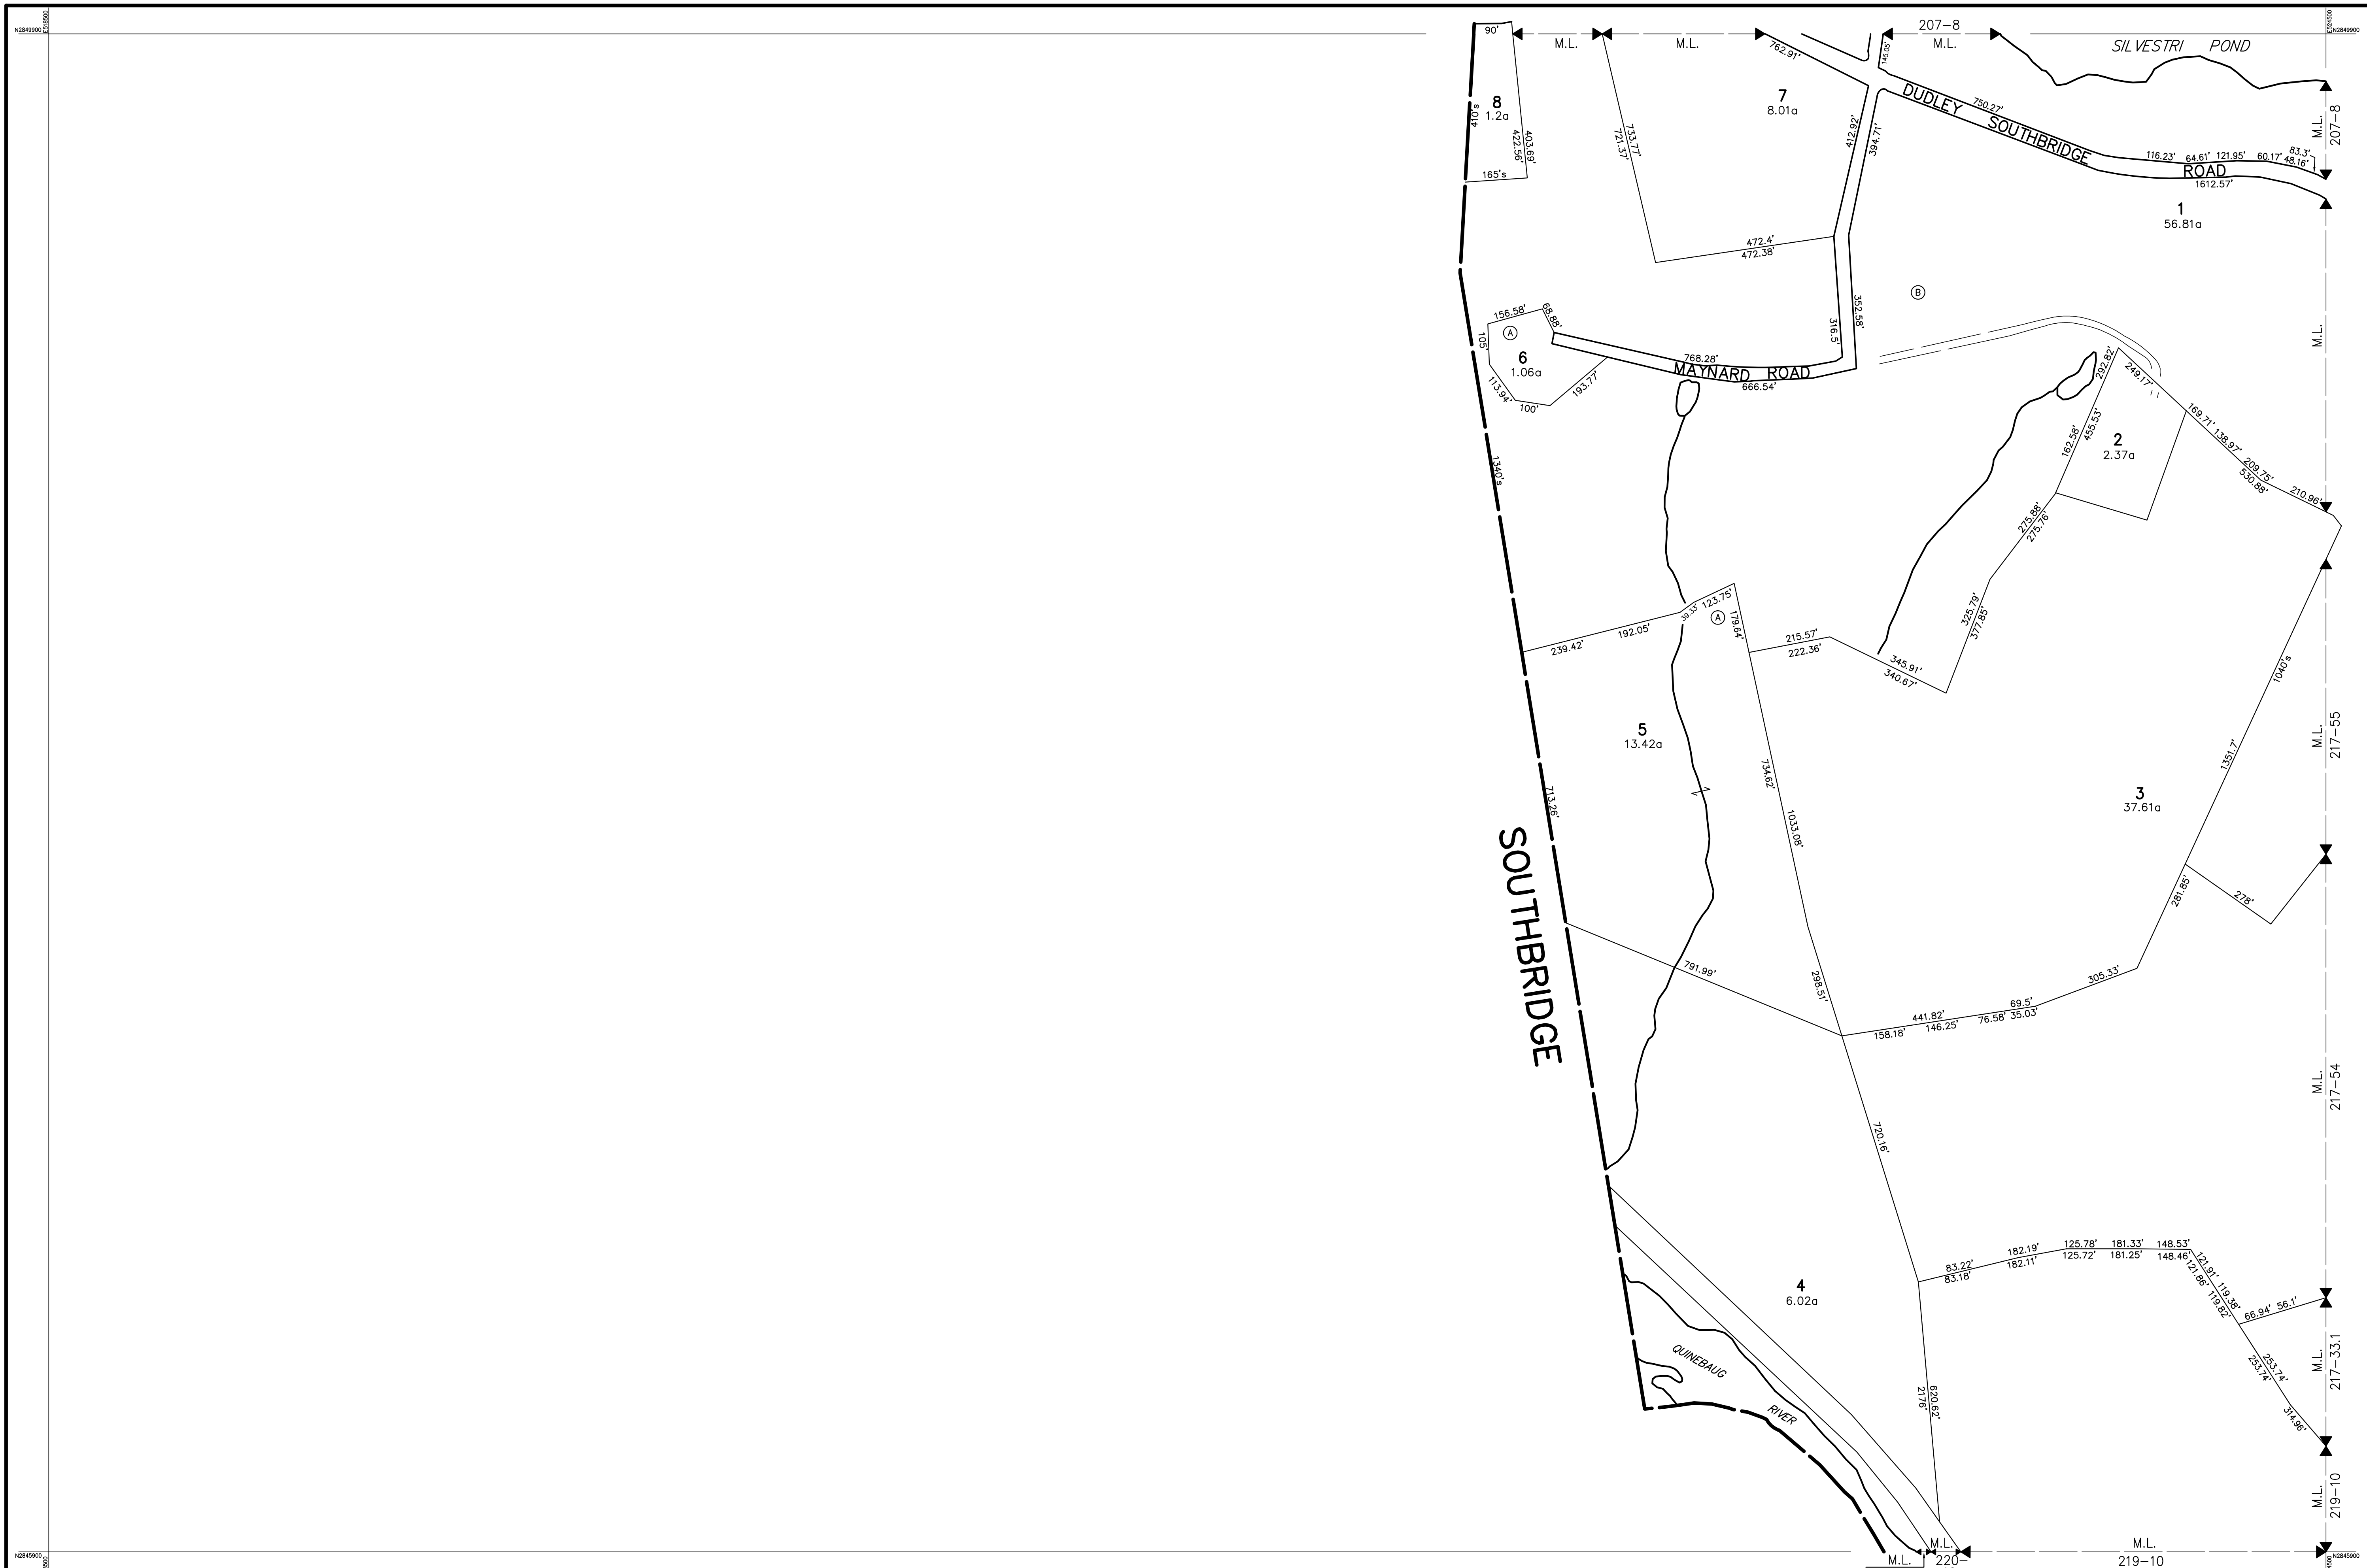 N2849900
E518500
90'
M.L.
M.L.
207-8
M.L.
SILVESTRI POND
E524500
N2849900
762.91'
145.05'
8
1.2a
410's
403.69'
422.56'
165's
733.77'
721.37'
7
8.01a
412.92'
394.71'
DUDLEY SOUTHBRIDGE ROAD
750.27'
116.23' 64.61' 121.95' 60.17' 48.16'
83.3'
1612.57'
M.L.
207-8
1
56.81a
472.4'
472.38'
B
316.5'
352.58'
M.L.
156.58'
68.88'
A
105'
6
1.06a
113.94'
100'
193.77'
768.28'
MAYNARD ROAD
666.54'
292.82'
249.17'
162.58'
455.53'
2
2.37a
169.71' 138.97' 209.75'
530.88'
210.96'
1340's
275.88'
275.76'
325.79'
377.85'
239.42'
192.05'
39.33'
123.75'
A
179.64'
215.57'
222.36'
345.91'
340.67'
1040's
5
13.42a
713.26'
734.62'
1033.08'
1351.7'
M.L.
217-55
3
37.61a
SOUTHBRIDGE
281.85'
278'
791.99'
298.51'
441.82'
69.5'
158.18' 146.25' 76.58' 35.03'
305.33'
M.L.
217-54
720.16'
4
6.02a
83.22' 182.19' 125.78' 181.33' 148.53'
83.18' 182.11' 125.72' 181.25' 148.46'
121.91' 119.38'
121.86' 119.82'
66.94' 56.1'
QUINEBAUG
RIVER
620.62'
2176'
253.74'
253.74'
314.96'
M.L.
217-33.1
M.L.
219-10
N2845900
M.L.
M.L.
220-
M.L.
219-10
N2845900